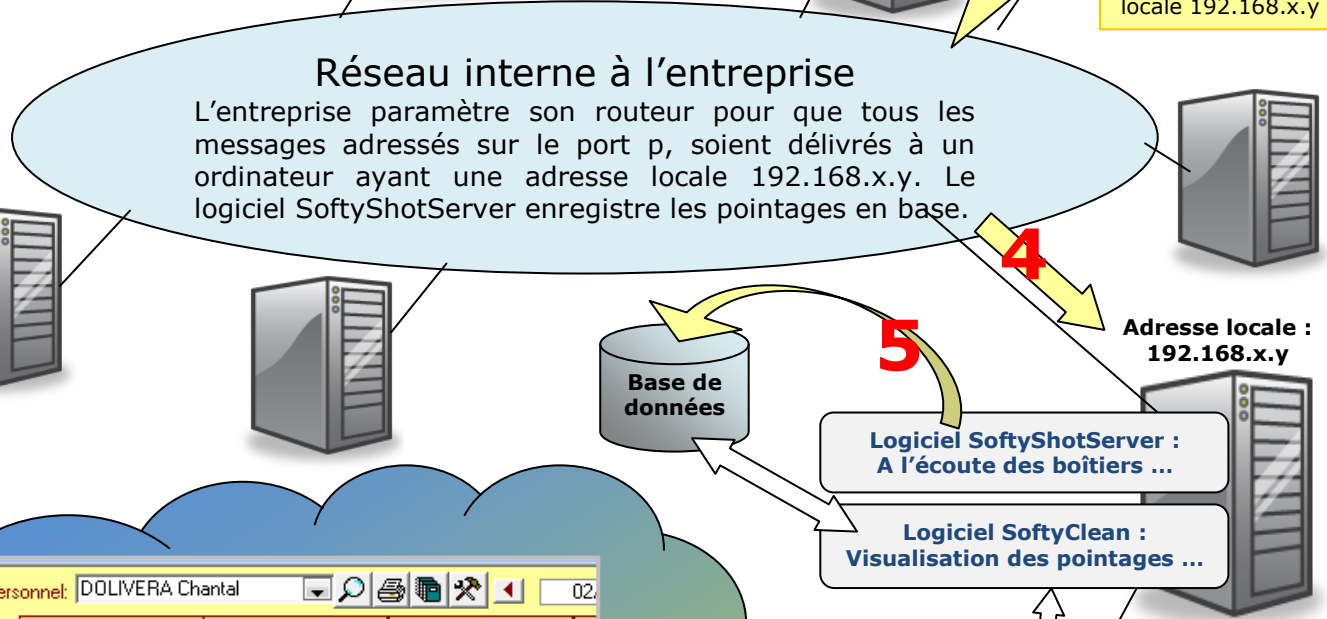 locale 192.168.x.y
Réseau interne à l'entreprise
L'entreprise paramètre son routeur pour que tous les
messages adressés sur le port p, soient délivrés à un
ordinateur ayant une adresse locale 192.168.x.y. Le
logiciel SoftyShotServer enregistre les pointages en base.
4
5
Adresse locale :
192.168.x.y
Base de
données
Logiciel SoftyShotServer :
A l'écoute des boîtiers ...
Logiciel SoftyClean :
Visualisation des pointages ...
ersonnel: DOLIVERA Chantal
02